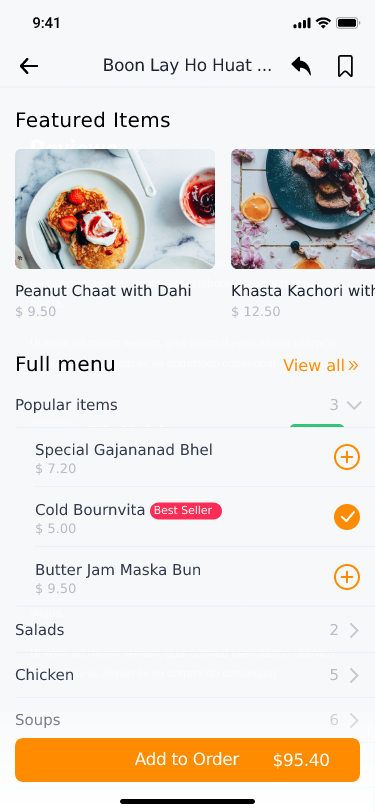 9:41
Boon Lay Ho Huat ...
Featured Items
Peanut Chaat with Dahi
$ 9.50
Khasta Kachori with
$ 12.50
Full menu
View all
Popular items
3
Special Gajananad Bhel
$ 7.20
Cold Bournvita Best Seller
$ 5.00
Butter Jam Maska Bun
$ 9.50
Salads
2
Chicken
5
Soups
6
Add to Order $95.40